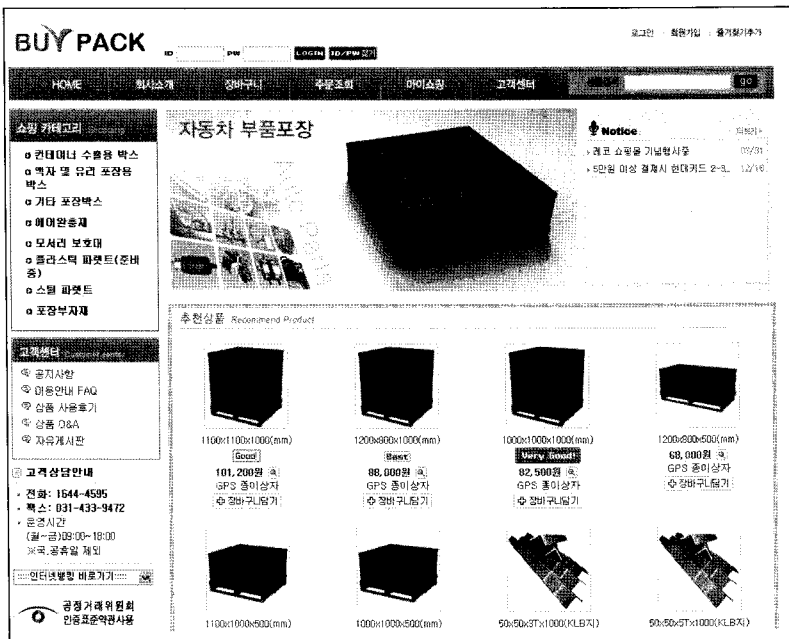 BUY PACK
로그인 회원가입 즐겨찾기추가
ID PW LOGIN ID/PW찾기
HOME 회사소개 장바구니 주문조회 마이쇼핑 고객센터 GO
쇼핑 카테고리
컨테이너 수출용 박스
액자 및 유리 포장용
박스
기타 포장박스
에어완충재
모서리 보호대
플라스틱 파렛트(준비
중)
스틸 파렛트
포장부자재
자동차 부품포장
Notice 더보기
레코 쇼핑몰 기념행사중 03/31
5만원 이상 결제시 현대카드 2-3... 12/16
고객센터 Customer center
공지사항
이용안내 FAQ
상품 사용후기
상품 Q&A
자유게시판
고객상담안내
전화: 1644-4595
팩스: 031-433-9472
운영시간
(월~금)09:00~18:00
※국.공휴일 제외
::::인터넷뱅킹 바로가기::::
공정거래위원회
인증표준약관사용
추천상품 Recommend Product
1100x1100x1000(mm)
Good
101,200원
GPS 종이상자
장바구니담기
1200x800x1000(mm)
Best
88,000원
GPS 종이상자
장바구니담기
1000x1000x1000(mm)
Very Good!
82,500원
GPS 종이상자
장바구니담기
1200x800x500(mm)
68,000원
GPS 종이상자
장바구니담기
1100x1000x500(mm)
1000x1000x500(mm)
50x50x3Tx1000(KLB지)
50x50x5Tx1000(KLB지)